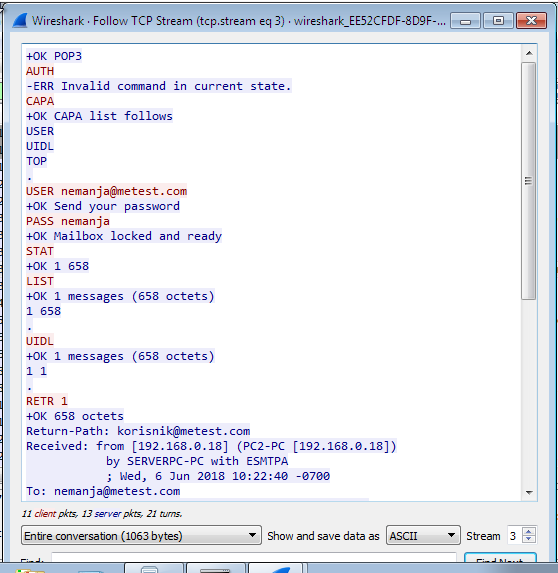 Wireshark · Follow TCP Stream (tcp.stream eq 3) · wireshark_EE52CFDF-8D9F-...
+OK POP3
AUTH
-ERR Invalid command in current state.
CAPA
+OK CAPA list follows
USER
UIDL
TOP
.
USER nemanja@metest.com
+OK Send your password
PASS nemanja
+OK Mailbox locked and ready
STAT
+OK 1 658
LIST
+OK 1 messages (658 octets)
1 658
.
UIDL
+OK 1 messages (658 octets)
1 1
.
RETR 1
+OK 658 octets
Return-Path: korisnik@metest.com
Received: from [192.168.0.18] (PC2-PC [192.168.0.18])
by SERVERPC-PC with ESMTPA
; Wed, 6 Jun 2018 10:22:40 -0700
To: nemanja@metest.com
11 client pkts, 13 server pkts, 21 turns.
Entire conversation (1063 bytes) Show and save data as ASCII Stream 3
Find: Find Next